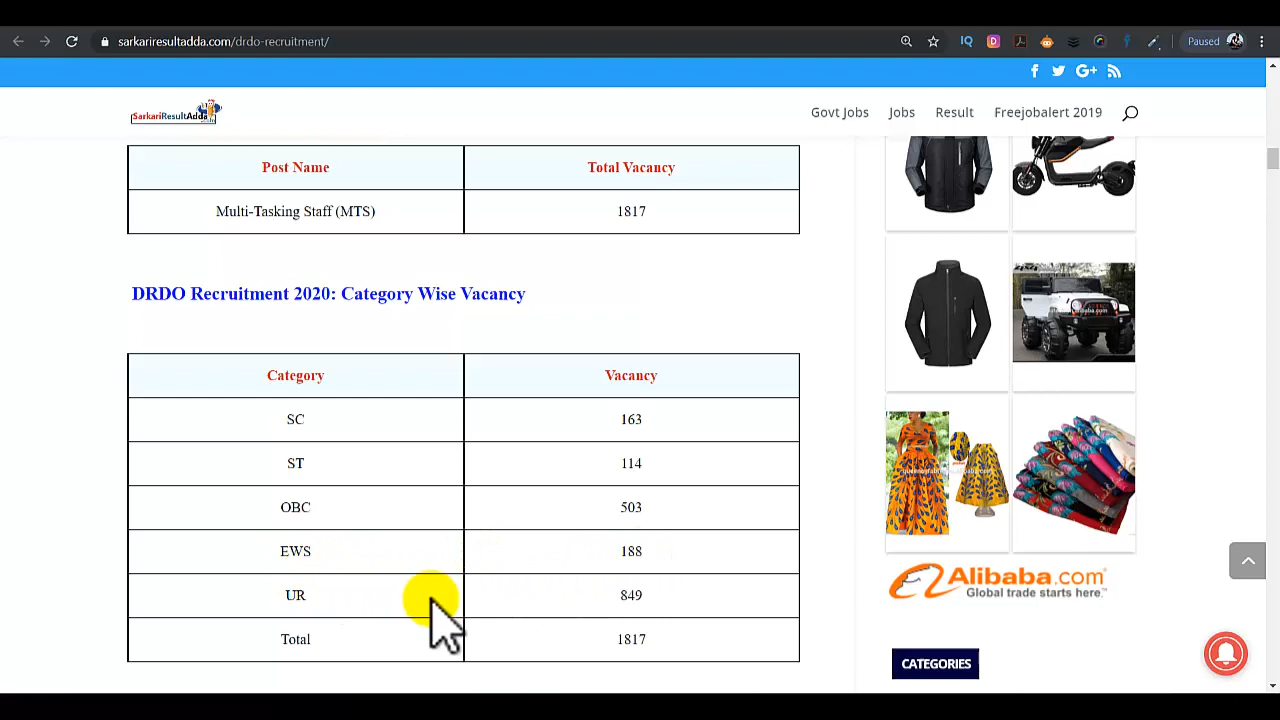 sarkariresultadda.com/drdo-recruitment/
Paused
SarkariResultAdda
Govt Jobs Jobs Result Freejobalert 2019
Post Name Total Vacancy
Multi-Tasking Staff (MTS) 1817
DRDO Recruitment 2020: Category Wise Vacancy
Category Vacancy
SC 163
ST 114
OBC 503
EWS 188
UR 849
Total 1817
Alibaba.com
Global trade starts here.
CATEGORIES